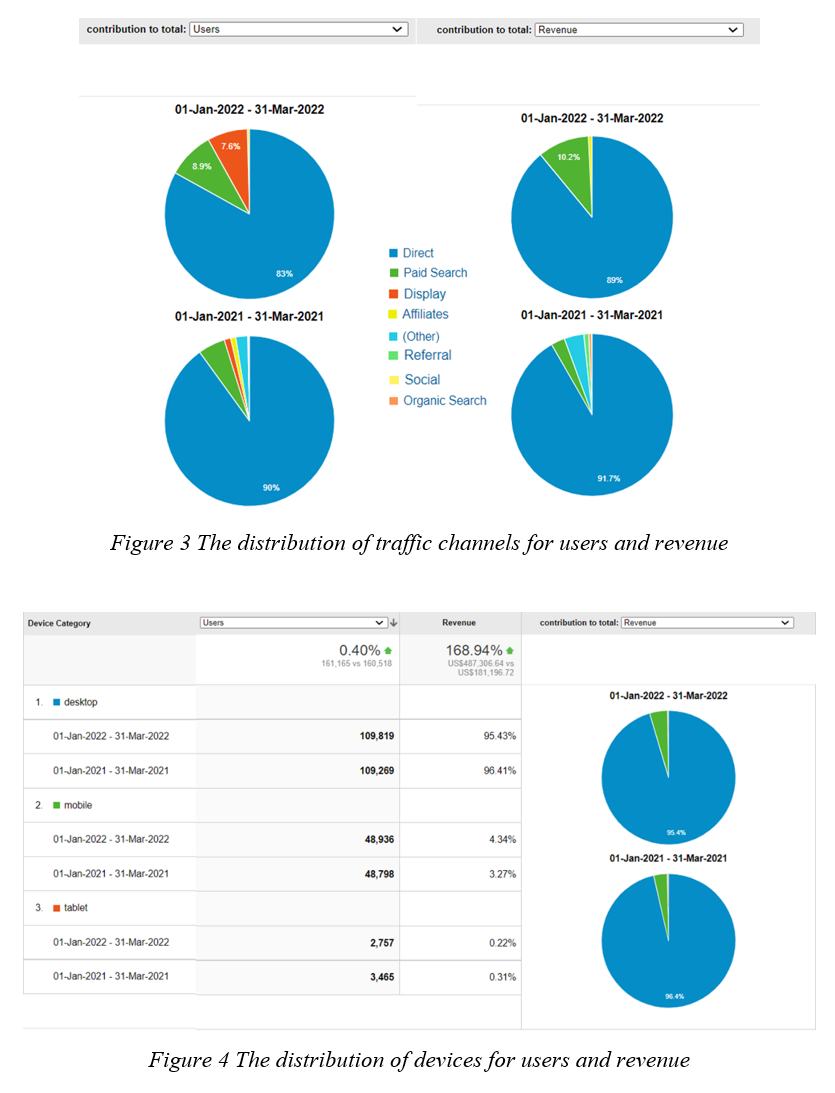 contribution to total: Users
contribution to total: Revenue
01-Jan-2022 - 31-Mar-2022
7.6%
8.9%
83%
01-Jan-2022 - 31-Mar-2022
10.2%
89%
Direct
Paid Search
Display
Affiliates
(Other)
Referral
Social
Organic Search
01-Jan-2021 - 31-Mar-2021
90%
01-Jan-2021 - 31-Mar-2021
91.7%
Figure 3 The distribution of traffic channels for users and revenue
Device Category Users Revenue contribution to total: Revenue
0.40% 168.94%
161,165 vs 160,518 US$487,306.64 vs
US$181,196.72
1. desktop
01-Jan-2022 - 31-Mar-2022 109,819 95.43%
01-Jan-2021 - 31-Mar-2021 109,269 96.41%
2. mobile
01-Jan-2022 - 31-Mar-2022 48,936 4.34%
01-Jan-2021 - 31-Mar-2021 48,798 3.27%
3. tablet
01-Jan-2022 - 31-Mar-2022 2,757 0.22%
01-Jan-2021 - 31-Mar-2021 3,465 0.31%
01-Jan-2022 - 31-Mar-2022
95.4%
01-Jan-2021 - 31-Mar-2021
96.4%
Figure 4 The distribution of devices for users and revenue